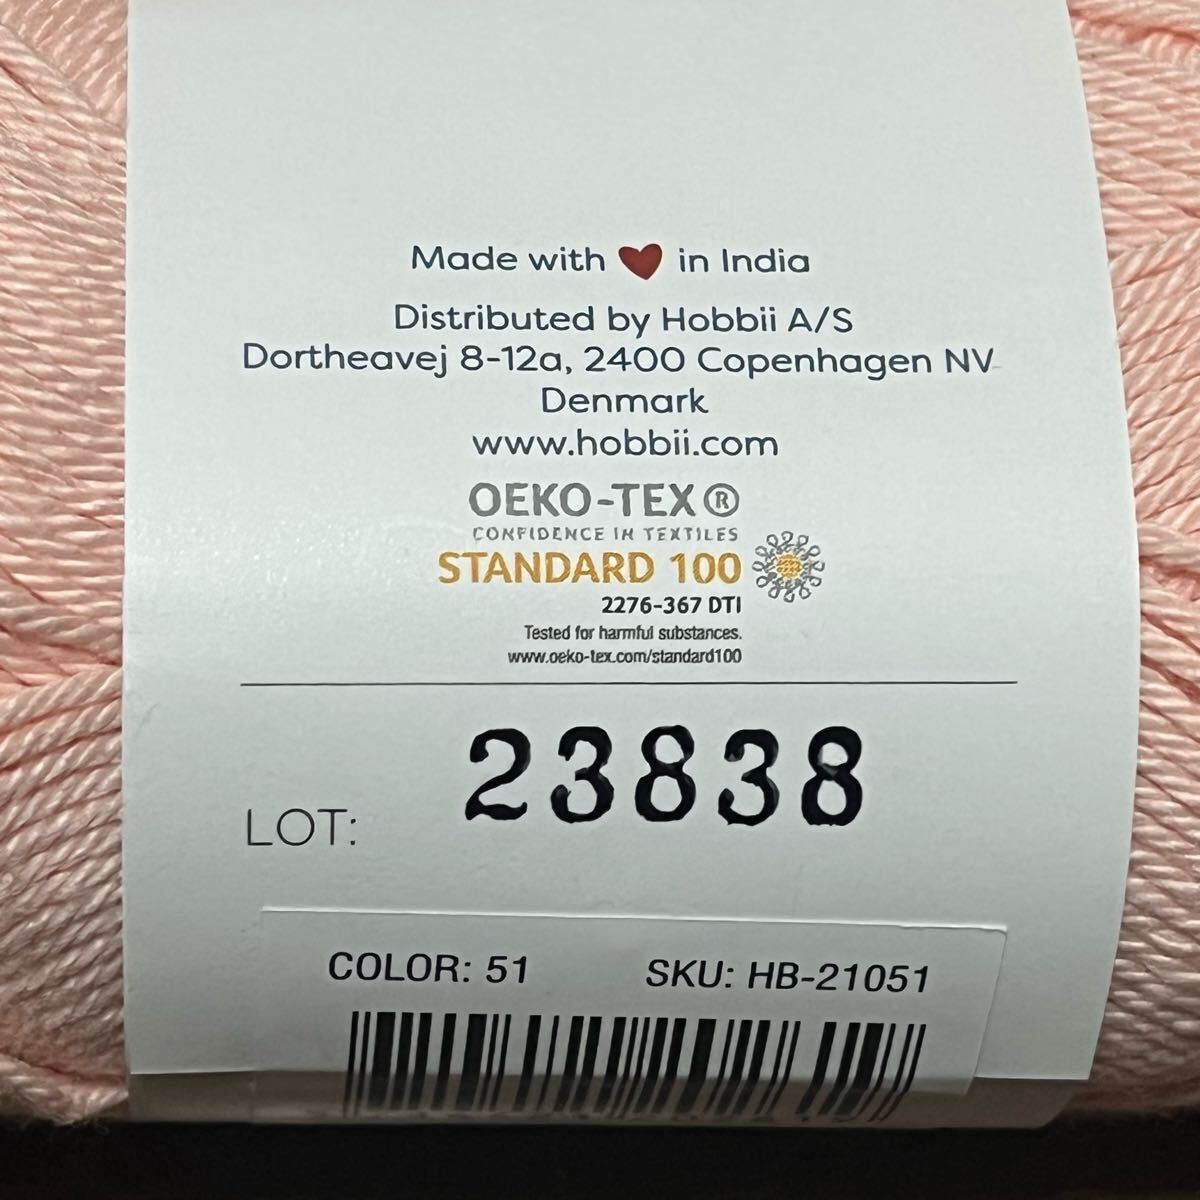 Made with ❤ in India
Distributed by Hobbii A/S
Dortheavej 8-12a, 2400 Copenhagen NV
Denmark
www.hobbii.com
OEKO-TEX®
CONFIDENCE IN TEXTILES
STANDARD 100
2276-367 DTI
Tested for harmful substances.
www.oeko-tex.com/standard100
LOT: 23838
COLOR: 51 SKU: HB-21051